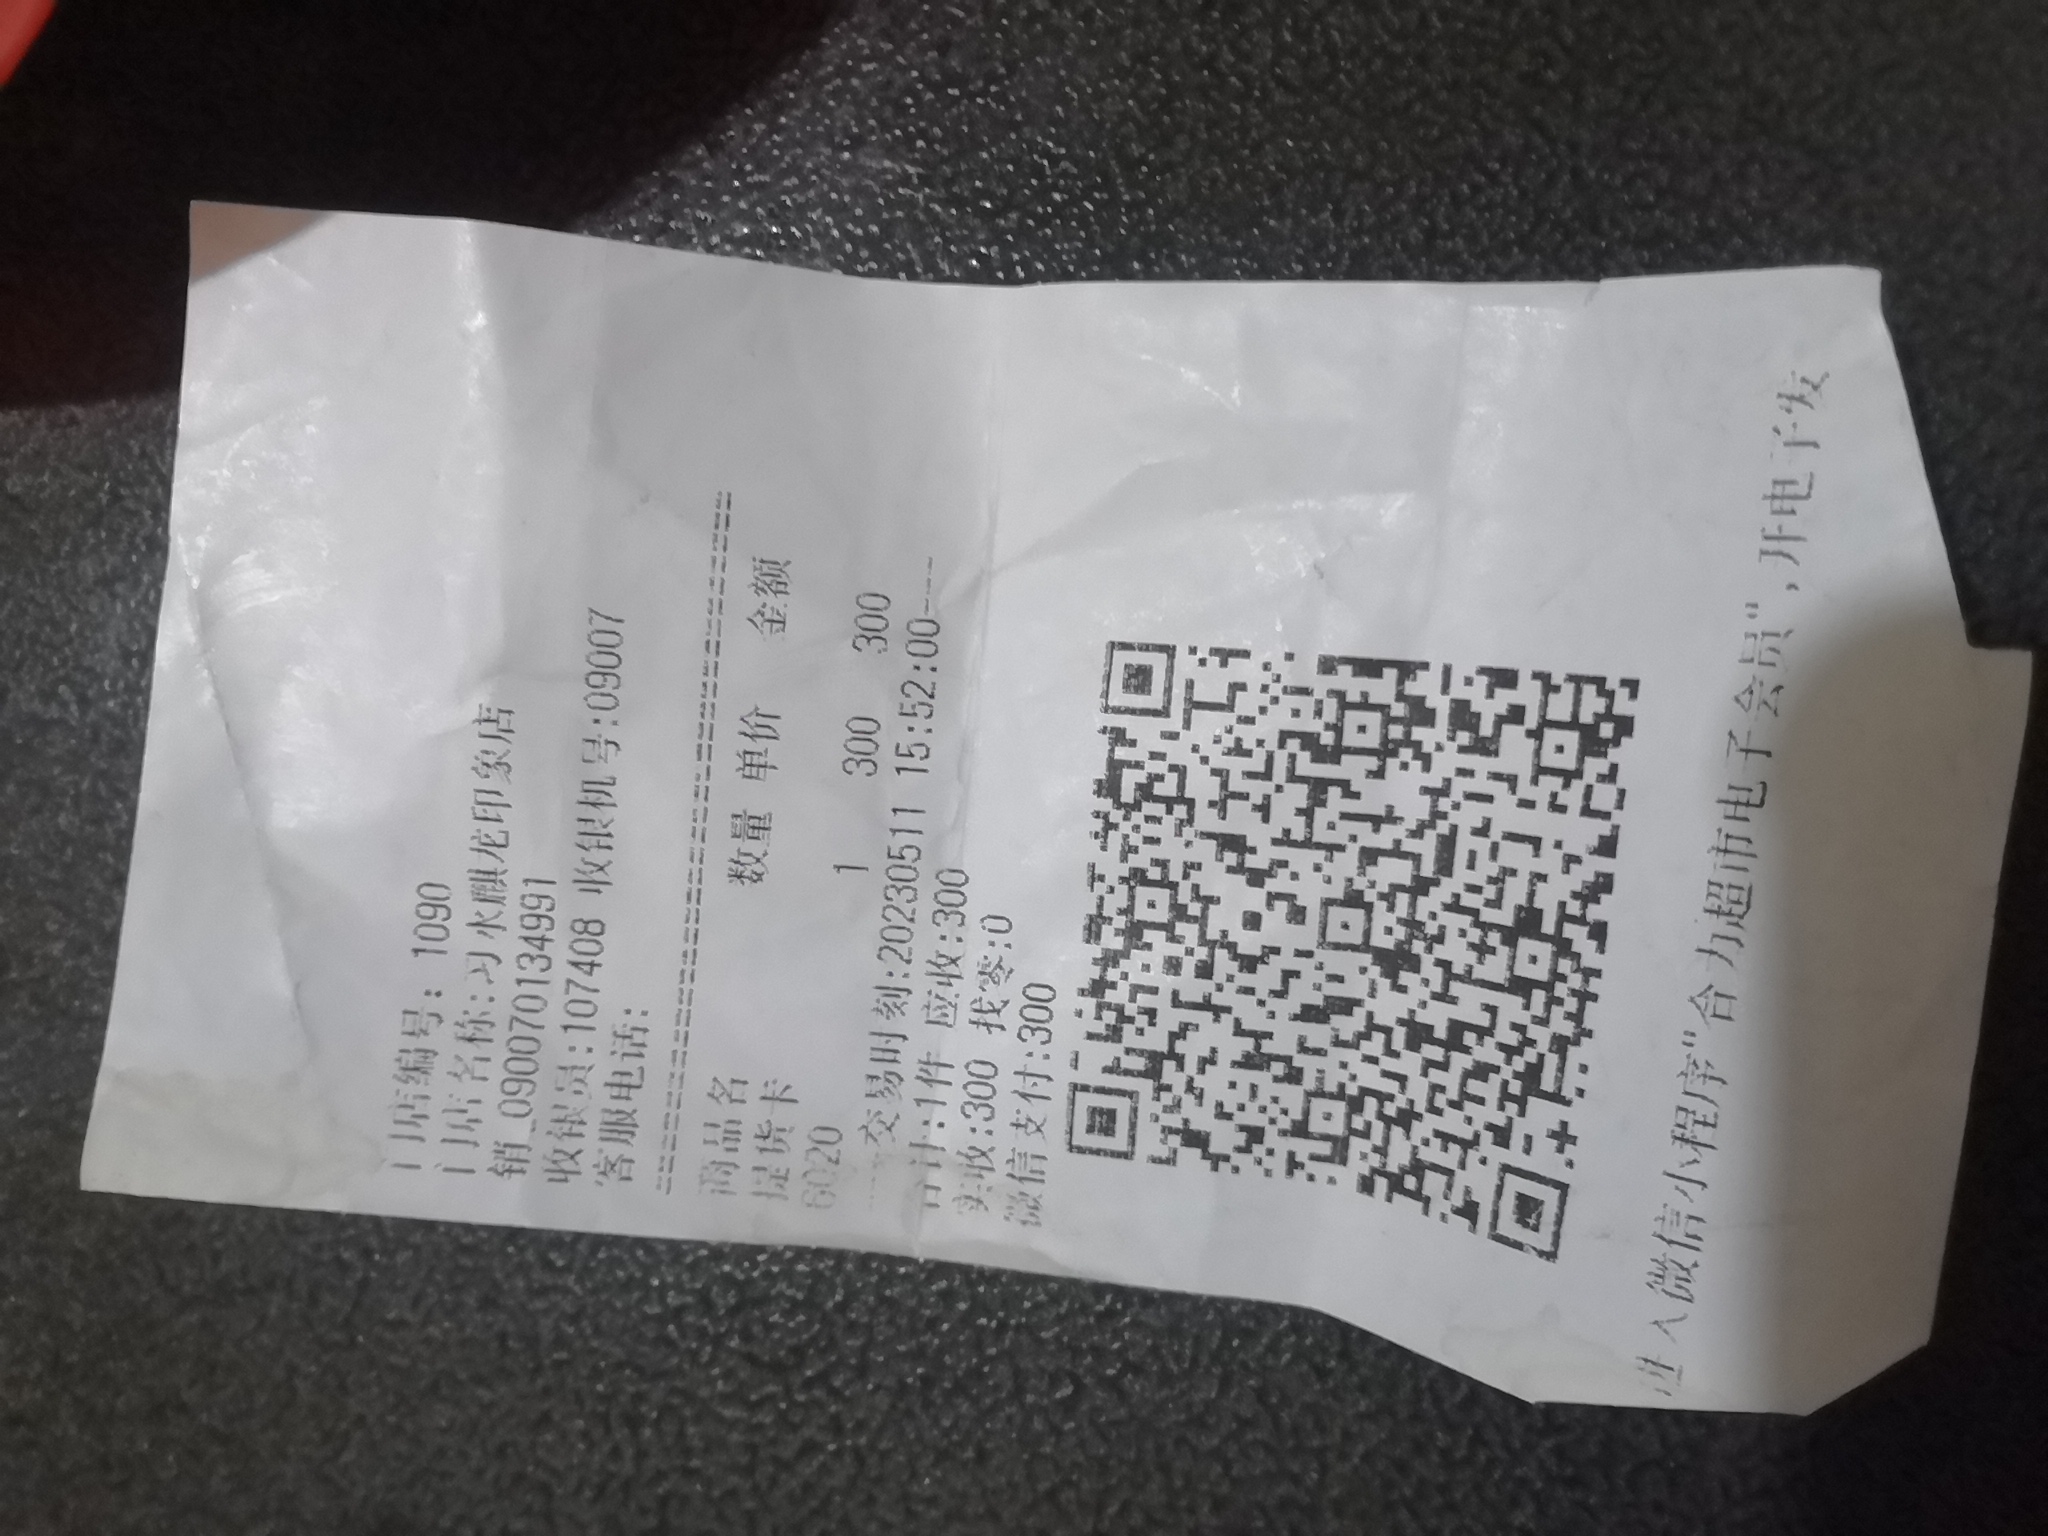 门店编号: 1090
门店名称:习水麒龙印象店
销_090070134991
收银员:107408 收银机号:09007
客服电话:
商品名 数量 单价 金额
提货卡
6020 1 300 300
----交易时刻:20230511 15:52:00----
合计:1件 应收:300
实收:300 找零:0
微信支付:300
进入微信小程序"合力超市电子会员",开电子发